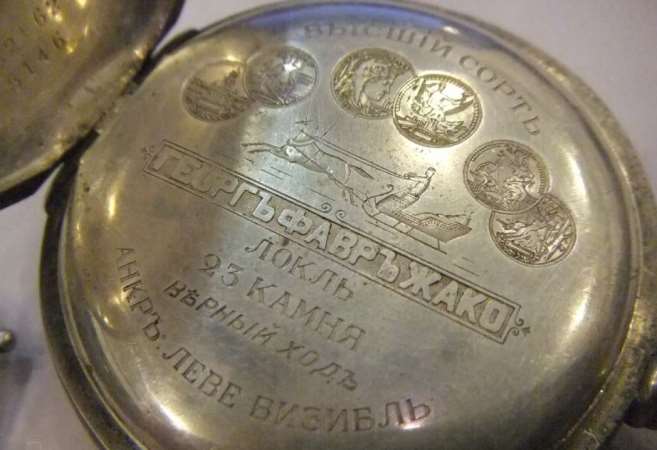 ВЫСШІЙ СОРТЪ
ГЕОРГЪ ФАВРЪ ЖАКО
ЛОКЛЬ
23 КАМНЯ
ВѢРНЫЙ ХОДЪ
АНКРЪ: ЛЕВЕ ВИЗИБЛЬ